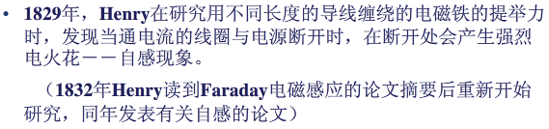 • 1829年，Henry在研究用不同长度的导线缠绕的电磁铁的提举力
时，发现当通电流的线圈与电源断开时，在断开处会产生强烈
电火花－－自感现象。
（1832年Henry读到Faraday电磁感应的论文摘要后重新开始
研究，同年发表有关自感的论文）